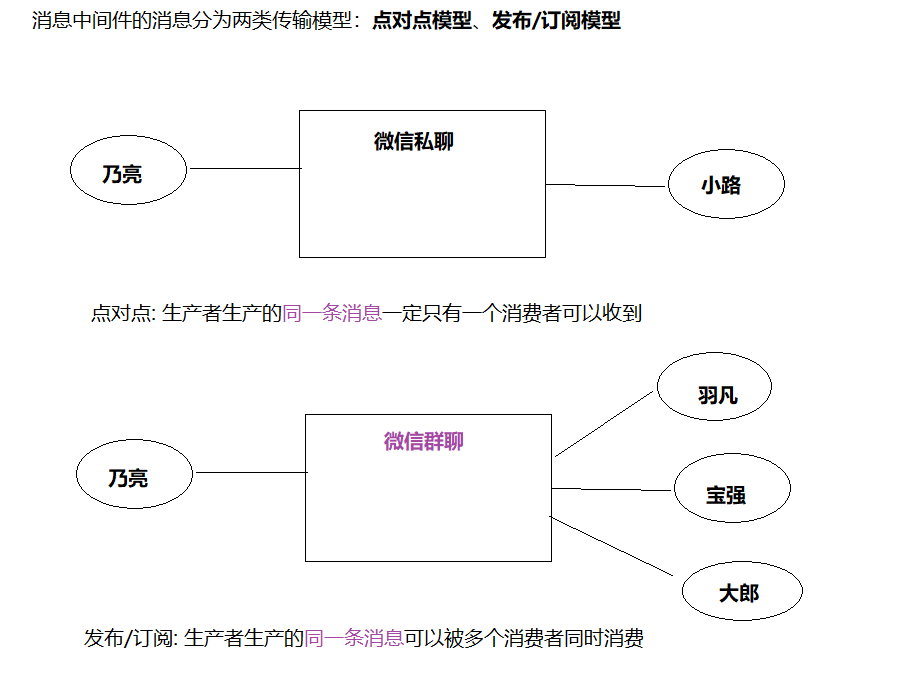 消息中间件的消息分为两类传输模型：点对点模型、发布/订阅模型
微信私聊
乃亮
小路
点对点: 生产者生产的同一条消息一定只有一个消费者可以收到
羽凡
微信群聊
乃亮
宝强
大郎
发布/订阅: 生产者生产的同一条消息可以被多个消费者同时消费